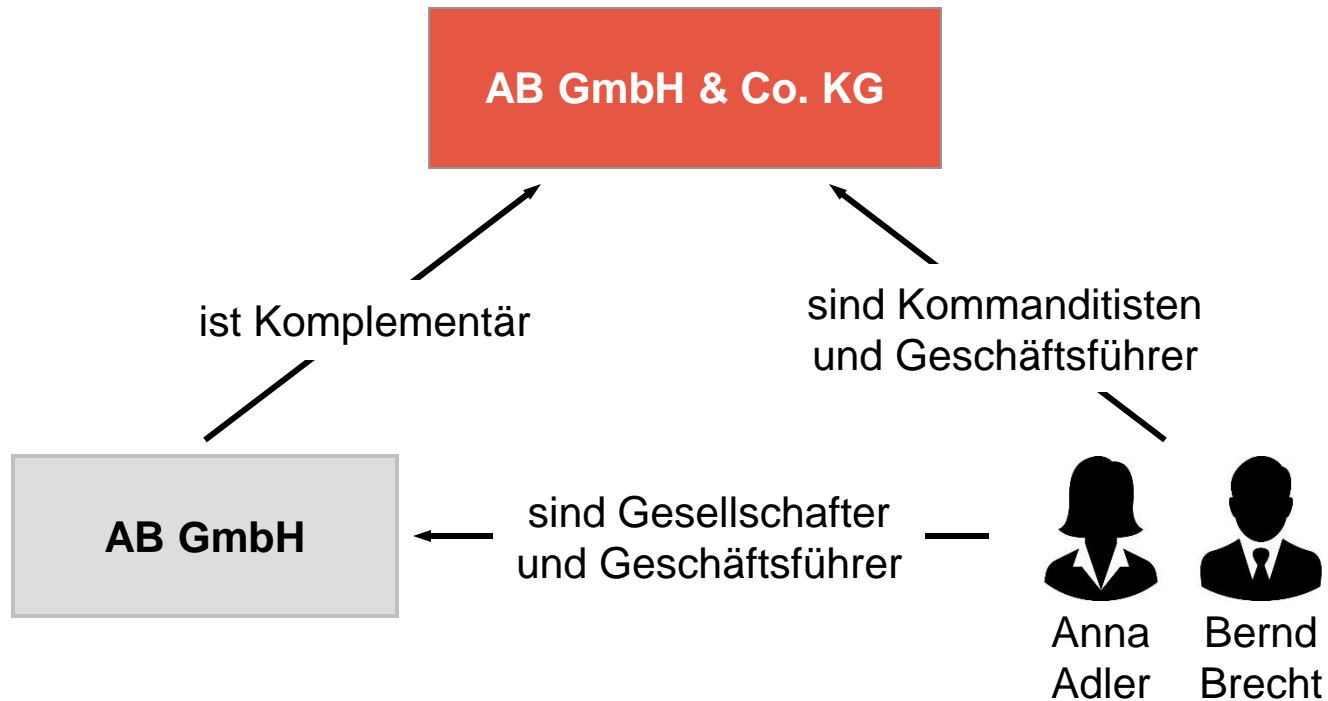 AB GmbH & Co. KG
ist Komplementär
sind Kommanditisten
und Geschäftsführer
AB GmbH
sind Gesellschafter
und Geschäftsführer
Anna
Adler
Bernd
Brecht